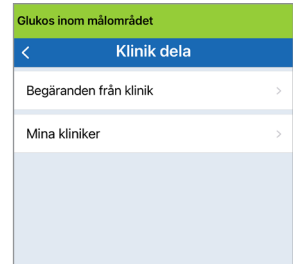 Glukos inom målområdet
Klinik dela
Begäranden från klinik
Mina kliniker